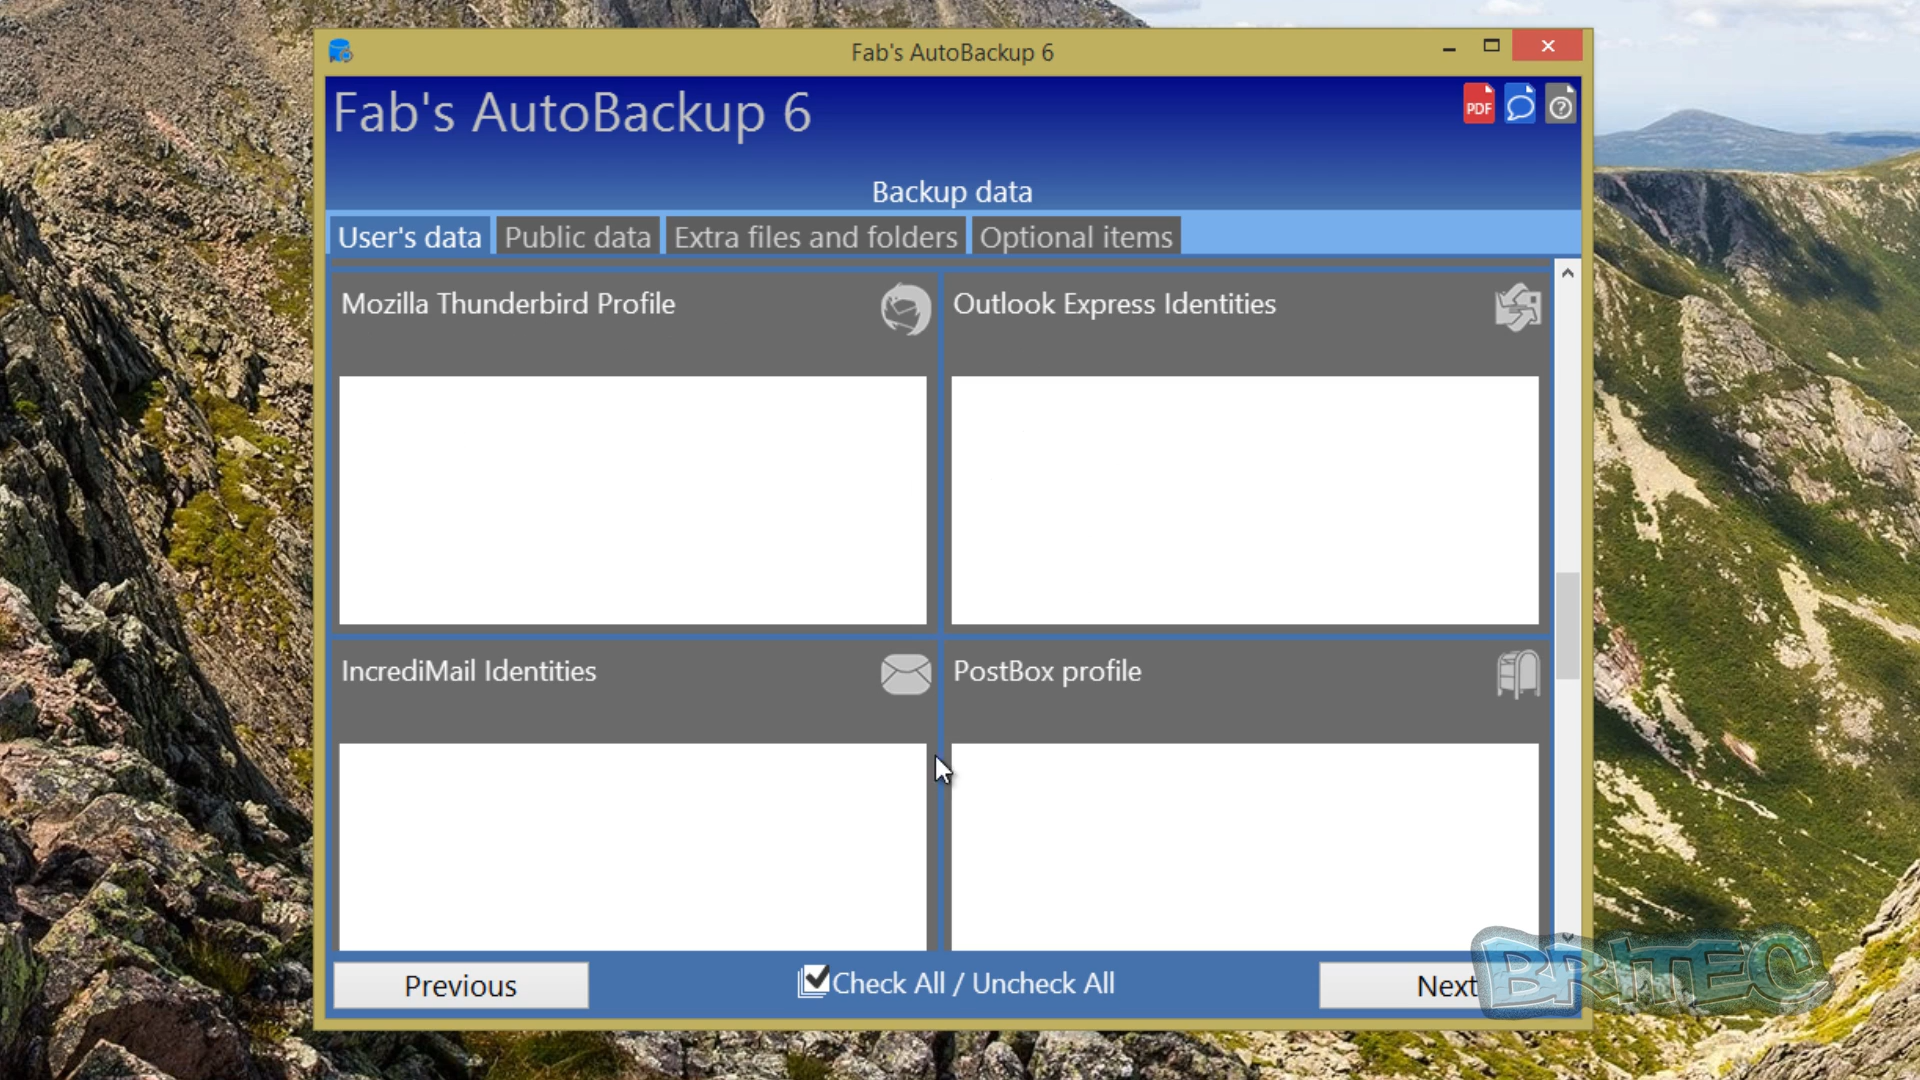 Fab's AutoBackup 6
Fab's AutoBackup 6
PDF
Backup data
User's data
Public data
Extra files and folders
Optional items
Mozilla Thunderbird Profile
Outlook Express Identities
IncrediMail Identities
PostBox profile
Previous
Check All / Uncheck All
Next
BRITEC